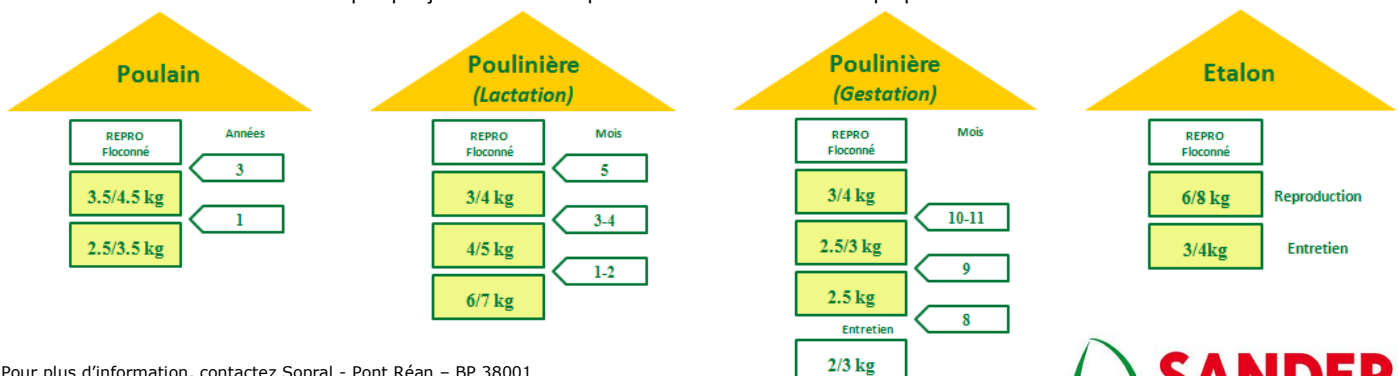 Poulain
REPRO
Floconné
Années
3
3.5/4.5 kg
1
2.5/3.5 kg
Poulinière
(Lactation)
REPRO
Floconné
Mois
5
3/4 kg
3-4
4/5 kg
1-2
6/7 kg
Poulinière
(Gestation)
REPRO
Floconné
Mois
3/4 kg
10-11
2.5/3 kg
9
2.5 kg
8
Entretien
2/3 kg
Etalon
REPRO
Floconné
6/8 kg Reproduction
3/4kg Entretien
Pour plus d'information, contactez Sopral - Pont Réan – BP 38001
SANDER